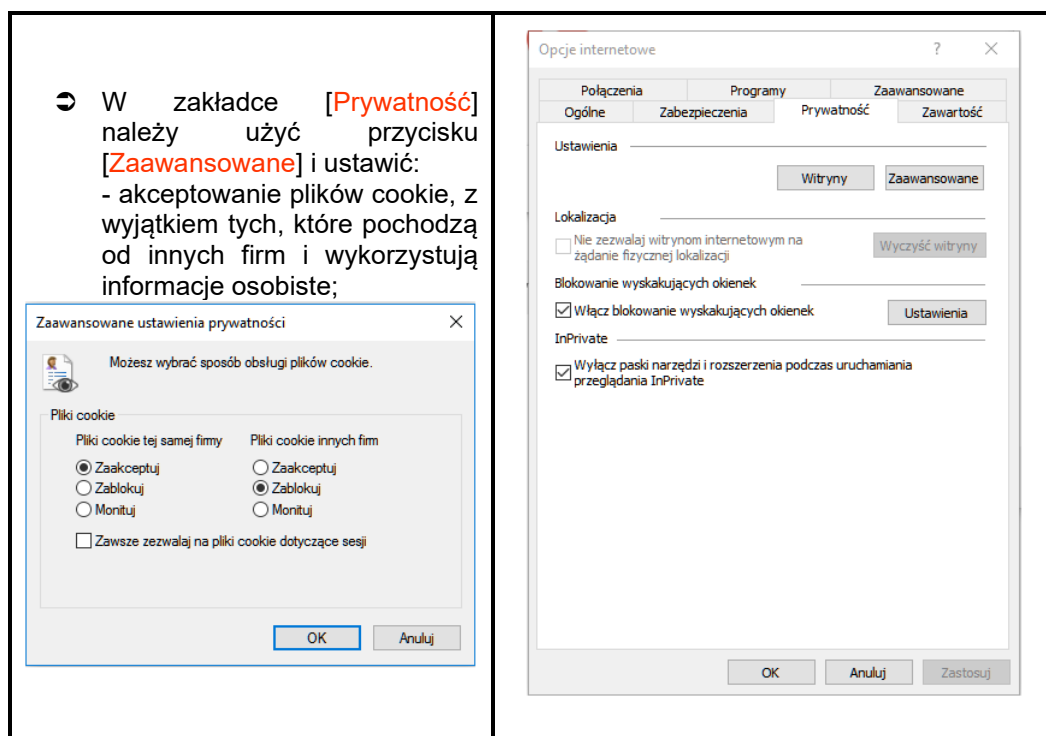 ➲ W zakładce [Prywatność]
należy użyć przycisku
[Zaawansowane] i ustawić:
- akceptowanie plików cookie, z
wyjątkiem tych, które pochodzą
od innych firm i wykorzystują
informacje osobiste;
Zaawansowane ustawienia prywatności
Możesz wybrać sposób obsługi plików cookie.
Pliki cookie
Pliki cookie tej samej firmy Pliki cookie innych firm
Zaakceptuj Zaakceptuj
Zablokuj Zablokuj
Monituj Monituj
Zawsze zezwalaj na pliki cookie dotyczące sesji
OK Anuluj
Opcje internetowe ?
Połączenia Programy Zaawansowane
Ogólne Zabezpieczenia Prywatność Zawartość
Ustawienia
Witryny Zaawansowane
Lokalizacja
Nie zezwalaj witrynom internetowym na
żądanie fizycznej lokalizacji
Wyczyść witryny
Blokowanie wyskakujących okienek
Włącz blokowanie wyskakujących okienek Ustawienia
InPrivate
Wyłącz paski narzędzi i rozszerzenia podczas uruchamiania
przeglądania InPrivate
OK Anuluj Zastosuj